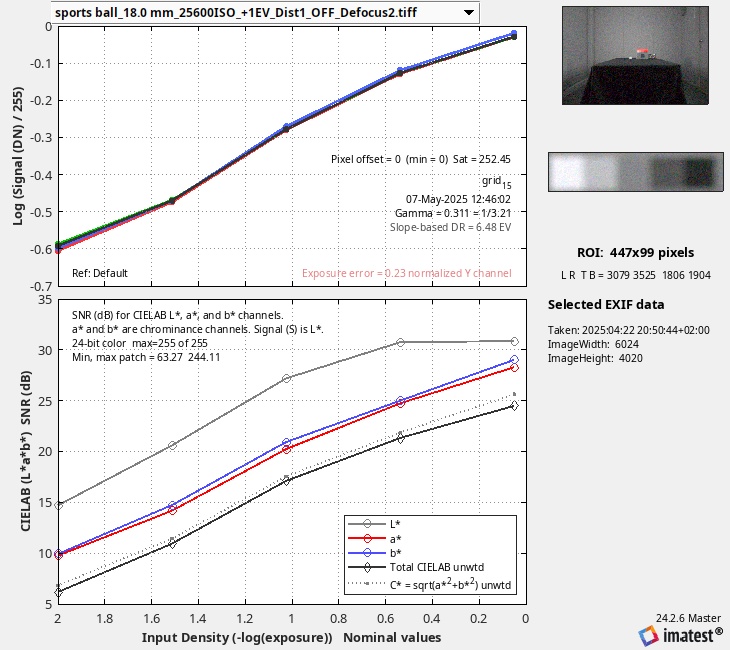 sports ball_18.0 mm_25600ISO_+1EV_Dist1_OFF_Defocus2.tiff
0
-0.1
-0.2
-0.3
-0.4
-0.5
-0.6
-0.7
Log (Signal (DN) / 255)
Pixel offset = 0 (min = 0) Sat = 252.45
grid15
07-May-2025 12:46:02
Gamma = 0.311 = 1/3.21
Slope-based DR = 6.48 EV
Ref: Default
Exposure error = 0.23 normalized Y channel
ROI: 447x99 pixels
L R T B = 3079 3525 1806 1904
Selected EXIF data
Taken: 2025:04:22 20:50:44+02:00
ImageWidth: 6024
ImageHeight: 4020
35
30
25
20
15
10
5
CIELAB (L*a*b*) SNR (dB)
SNR (dB) for CIELAB L*, a*, and b* channels.
a* and b* are chrominance channels. Signal (S) is L*.
24-bit color max=255 of 255
Min, max patch = 63.27 244.11
L*
a*
b*
Total CIELAB unwtd
C* = sqrt(a*2+b*2) unwtd
2 1.8 1.6 1.4 1.2 1 0.8 0.6 0.4 0.2 0
Input Density (-log(exposure)) Nominal values
24.2.6 Master
imatest®